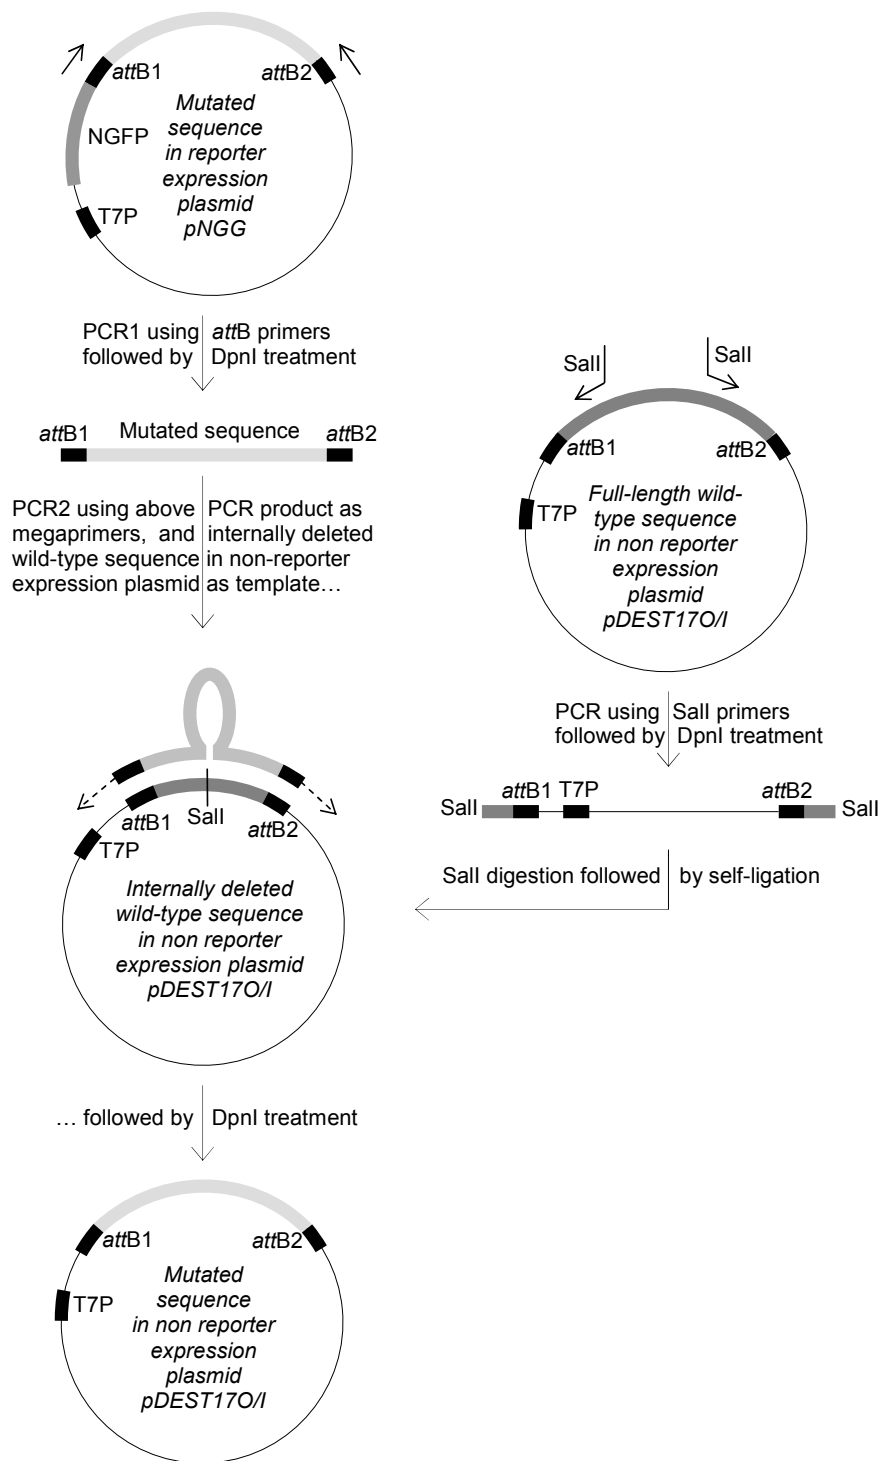 attB1
attB2
NGFP
T7P
Mutated
sequence
in reporter
expression
plasmid
pNGG
PCR1 using attB primers
followed by DpnI treatment
attB1 Mutated sequence attB2
PCR2 using above PCR product as
megaprimers, and internally deleted
wild-type sequence in non-reporter
expression plasmid as template…
SalI
SalI
attB1
attB2
T7P
Full-length wild-
type sequence
in non reporter
expression
plasmid
pDEST17O/I
PCR using SalI primers
followed by DpnI treatment
SalI attB1 T7P attB2 SalI
SalI digestion followed by self-ligation
attB1 SalI attB2
T7P
Internally deleted
wild-type sequence
in non reporter
expression plasmid
pDEST17O/I
… followed by DpnI treatment
attB1
attB2
T7P
Mutated
sequence
in non reporter
expression
plasmid
pDEST17O/I